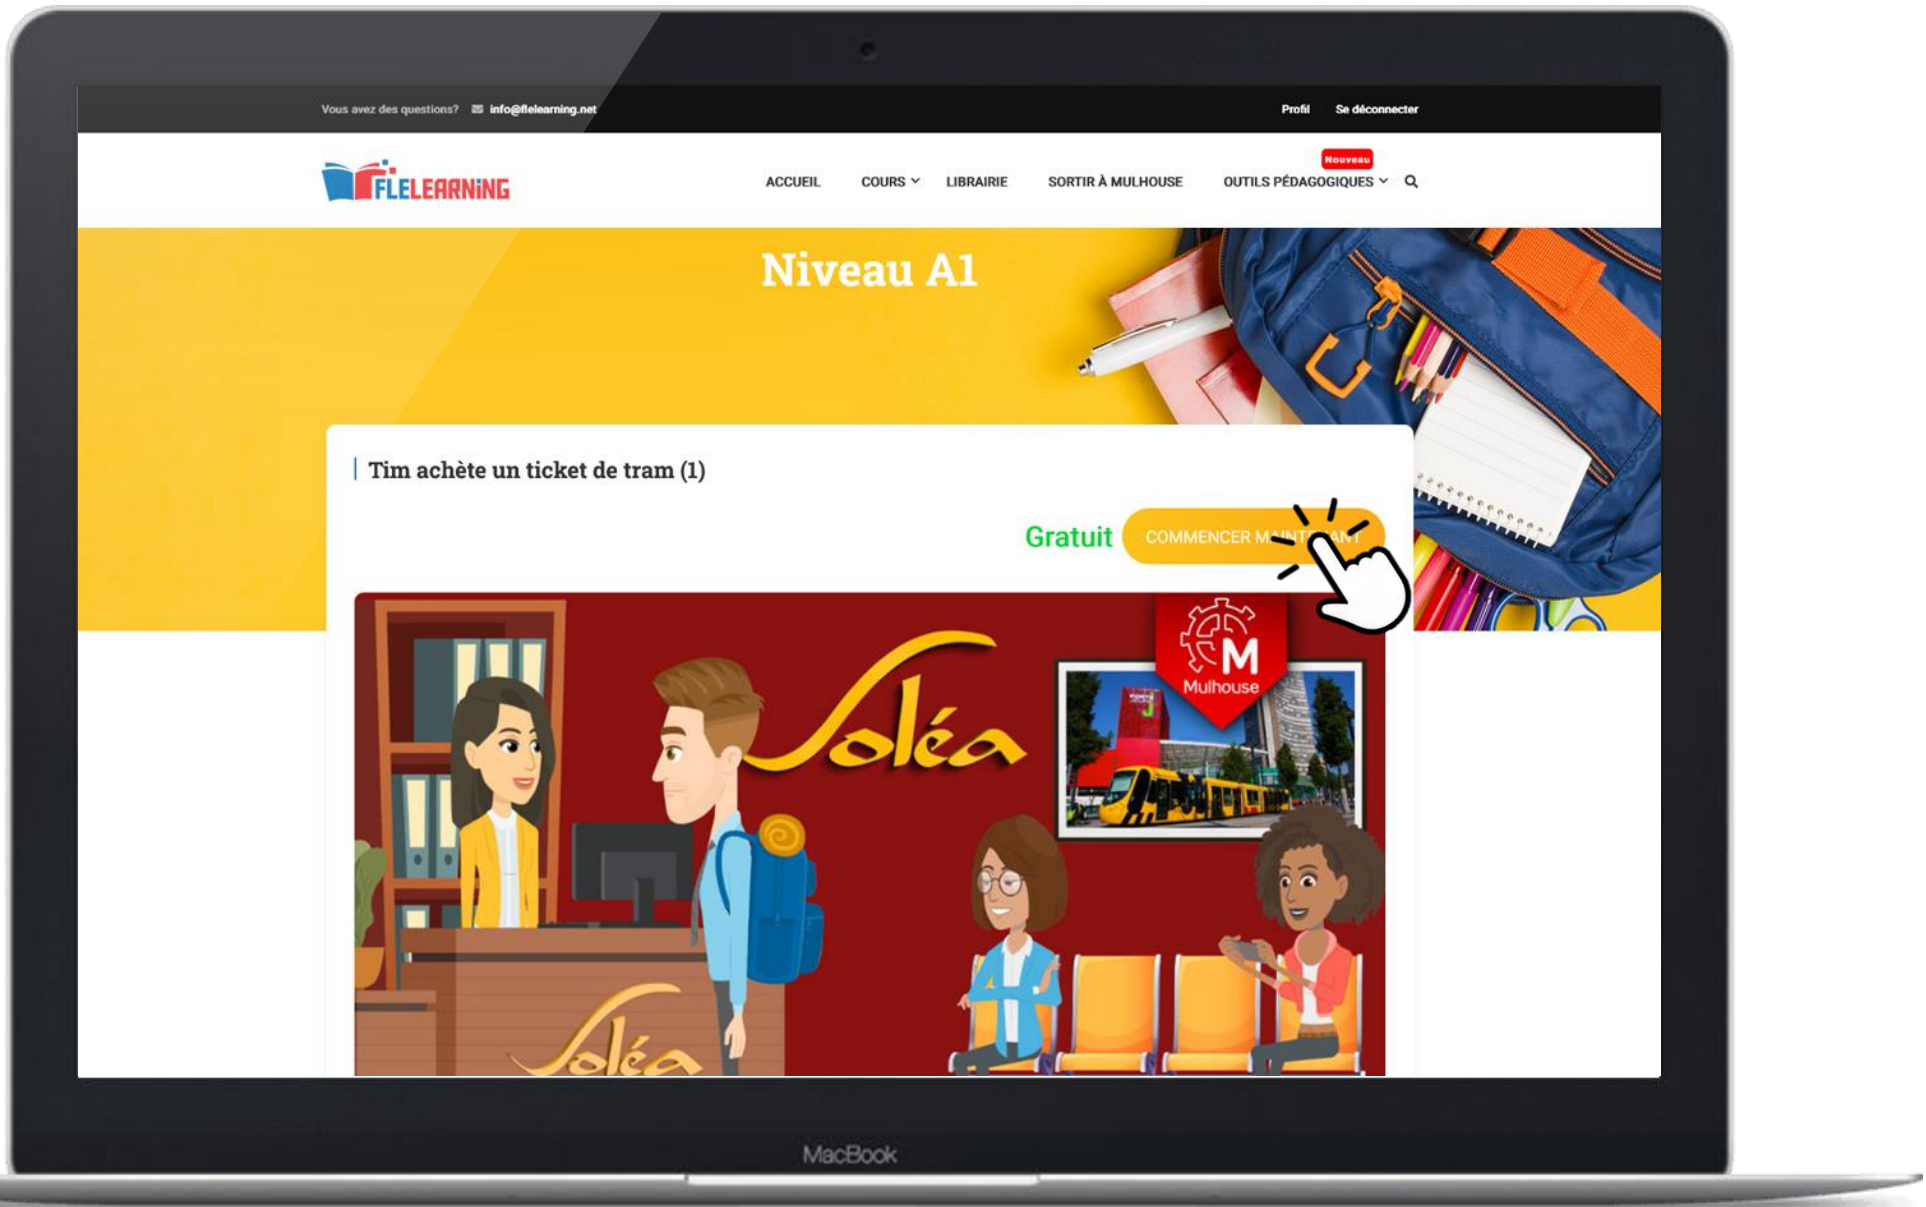 Vous avez des questions? info@flelearning.net
Profil Se déconnecter
FLELEARNiNG
Nouveau
ACCUEIL COURS LIBRAIRIE SORTIR À MULHOUSE OUTILS PÉDAGOGIQUES
Niveau A1
Tim achète un ticket de tram (1)
Gratuit COMMENCER MAINTENANT
M
Mulhouse
Soléa
Soléa
MacBook